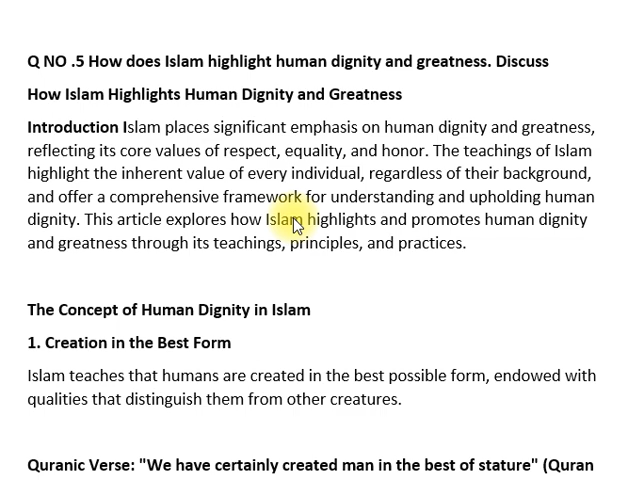 Q NO .5 How does Islam highlight human dignity and greatness. Discuss
How Islam Highlights Human Dignity and Greatness
Introduction Islam places significant emphasis on human dignity and greatness,
reflecting its core values of respect, equality, and honor. The teachings of Islam
highlight the inherent value of every individual, regardless of their background,
and offer a comprehensive framework for understanding and upholding human
dignity. This article explores how Islam highlights and promotes human dignity
and greatness through its teachings, principles, and practices.
The Concept of Human Dignity in Islam
1. Creation in the Best Form
Islam teaches that humans are created in the best possible form, endowed with
qualities that distinguish them from other creatures.
Quranic Verse: "We have certainly created man in the best of stature" (Quran